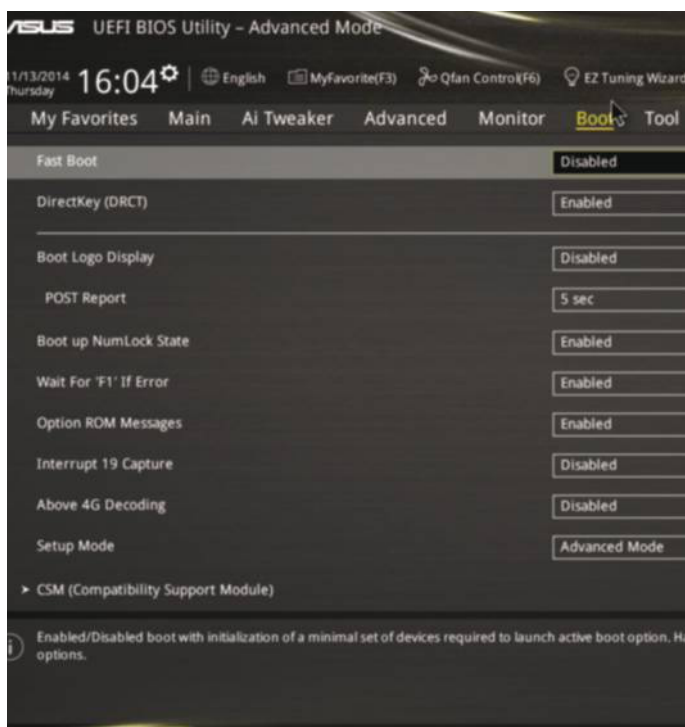 ASUS UEFI BIOS Utility – Advanced Mode
11/13/2014 16:04 English MyFavorite(F3) Qfan Control(F6) EZ Tuning Wizard
Thursday
My Favorites Main Ai Tweaker Advanced Monitor Boot Tool
Fast Boot Disabled
DirectKey (DRCT) Enabled
Boot Logo Display Disabled
POST Report 5 sec
Boot up NumLock State Enabled
Wait For 'F1' If Error Enabled
Option ROM Messages Enabled
Interrupt 19 Capture Disabled
Above 4G Decoding Disabled
Setup Mode Advanced Mode
> CSM (Compatibility Support Module)
Enabled/Disabled boot with initialization of a minimal set of devices required to launch active boot option. Ha
options.